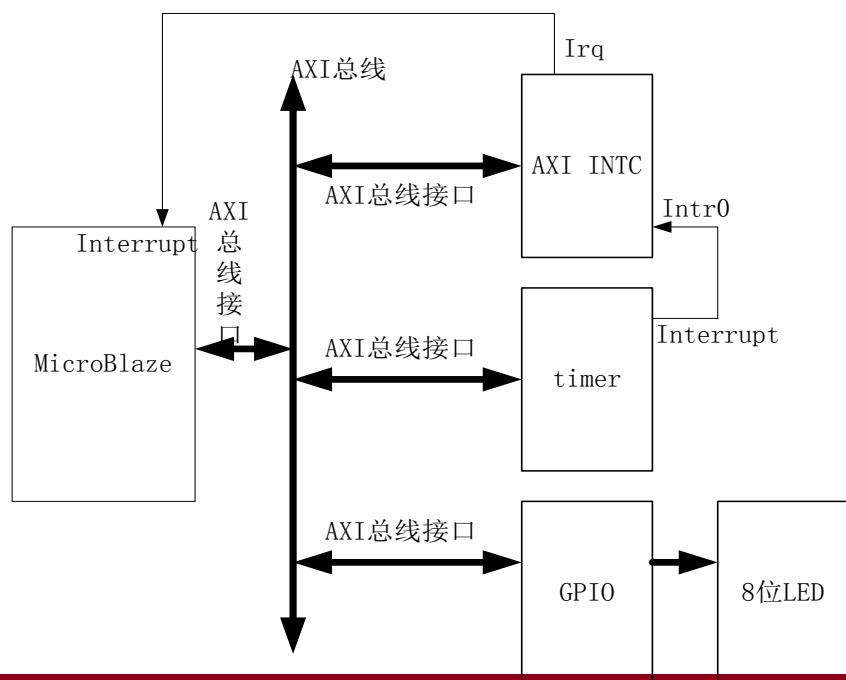 Irq
AXI总线
AXI INTC
AXI总线接口
Intr0
AXI
总
线
接
口
Interrupt
MicroBlaze
AXI总线接口
Interrupt
timer
AXI总线接口
GPIO
8位LED